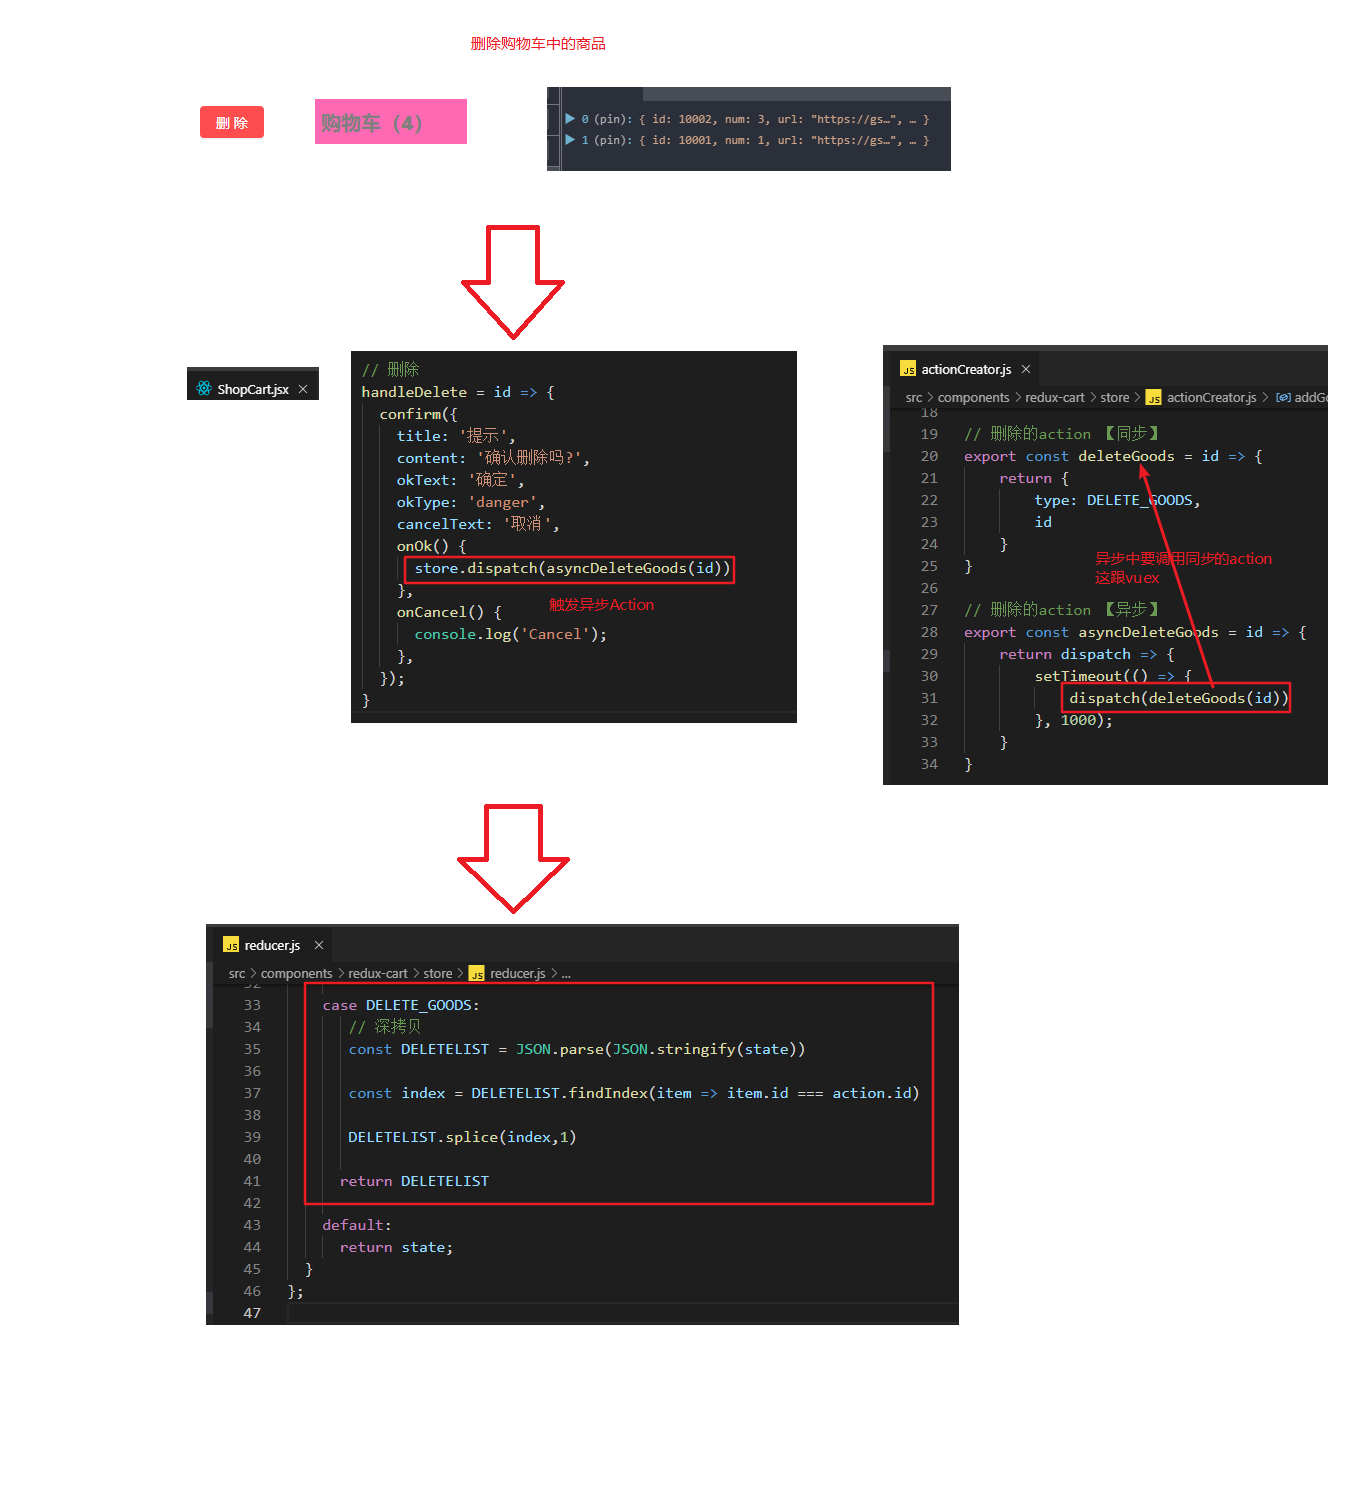 删除购物车中的商品
删 除
购物车（4）
0 (pin): { id: 10002, num: 3, url: "https://gs…", … }
1 (pin): { id: 10001, num: 1, url: "https://gs…", … }
ShopCart.jsx ×
// 删除
handleDelete = id => {
confirm({
title: '提示',
content: '确认删除吗?',
okText: '确定',
okType: 'danger',
cancelText: '取消',
onOk() {
store.dispatch(asyncDeleteGoods(id))
},
触发异步Action
onCancel() {
console.log('Cancel');
},
});
}
JS actionCreator.js ×
src > components > redux-cart > store > JS actionCreator.js > addGo
18
19 // 删除的action 【同步】
20 export const deleteGoods = id => {
21 return {
22 type: DELETE_GOODS,
23 id
24 }
25 }
异步中要调用同步的action
这跟vuex
26
27 // 删除的action 【异步】
28 export const asyncDeleteGoods = id => {
29 return dispatch => {
30 setTimeout(() => {
31 dispatch(deleteGoods(id))
32 }, 1000);
33 }
34 }
JS reducer.js ×
src > components > redux-cart > store > JS reducer.js > ...
32
33 case DELETE_GOODS:
34 // 深拷贝
35 const DELETELIST = JSON.parse(JSON.stringify(state))
36
37 const index = DELETELIST.findIndex(item => item.id === action.id)
38
39 DELETELIST.splice(index,1)
40
41 return DELETELIST
42
43 default:
44 return state;
45 }
46 };
47